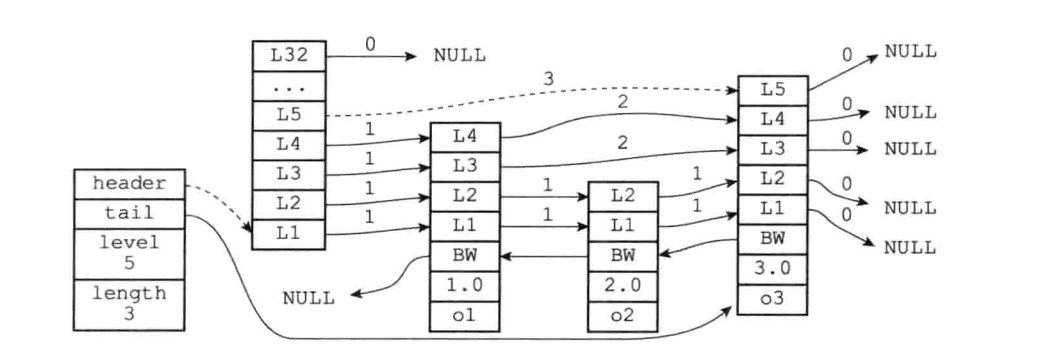 header
tail
level
5
length
3
L32
...
L5
L4
L3
L2
L1
0
NULL
3
1
1
1
1
L4
L3
L2
L1
BW
1.0
o1
NULL
2
2
1
1
L2
L1
BW
2.0
o2
1
1
L5
L4
L3
L2
L1
BW
3.0
o3
0
NULL
0
NULL
0
NULL
0
NULL
0
NULL